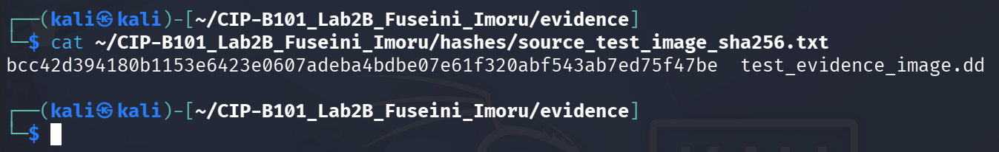 ┌──(kali㉿kali)-[~/CIP-B101_Lab2B_Fuseini_Imoru/evidence]
└─$ cat ~/CIP-B101_Lab2B_Fuseini_Imoru/hashes/source_test_image_sha256.txt
bcc42d394180b1153e6423e0607adeba4bdbe07e61f320abf543ab7ed75f47be  test_evidence_image.dd
┌──(kali㉿kali)-[~/CIP-B101_Lab2B_Fuseini_Imoru/evidence]
└─$